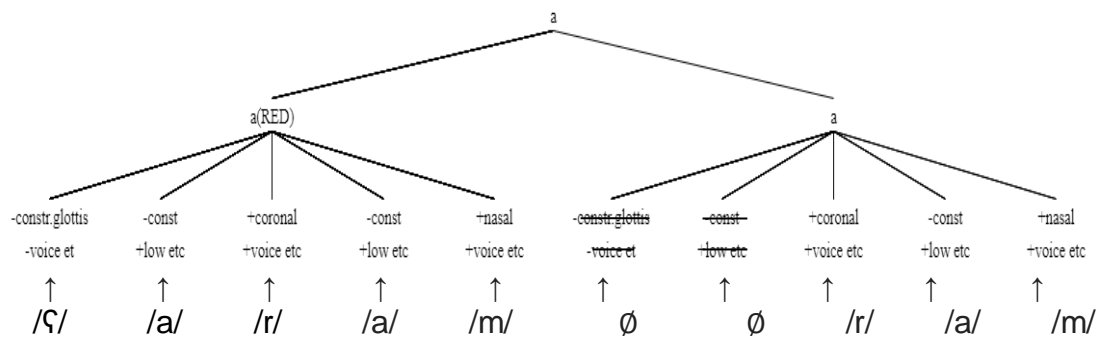 a
a(RED) a
-constr.glottis -const +coronal -const +nasal -constr.glottis -const +coronal -const +nasal
-voice et +low etc +voice etc +low etc +voice etc -voice et +low etc +voice etc +low etc +voice etc
↑ ↑ ↑ ↑ ↑ ↑ ↑ ↑ ↑ ↑
/ʕ/ /a/ /r/ /a/ /m/ ø ø /r/ /a/ /m/